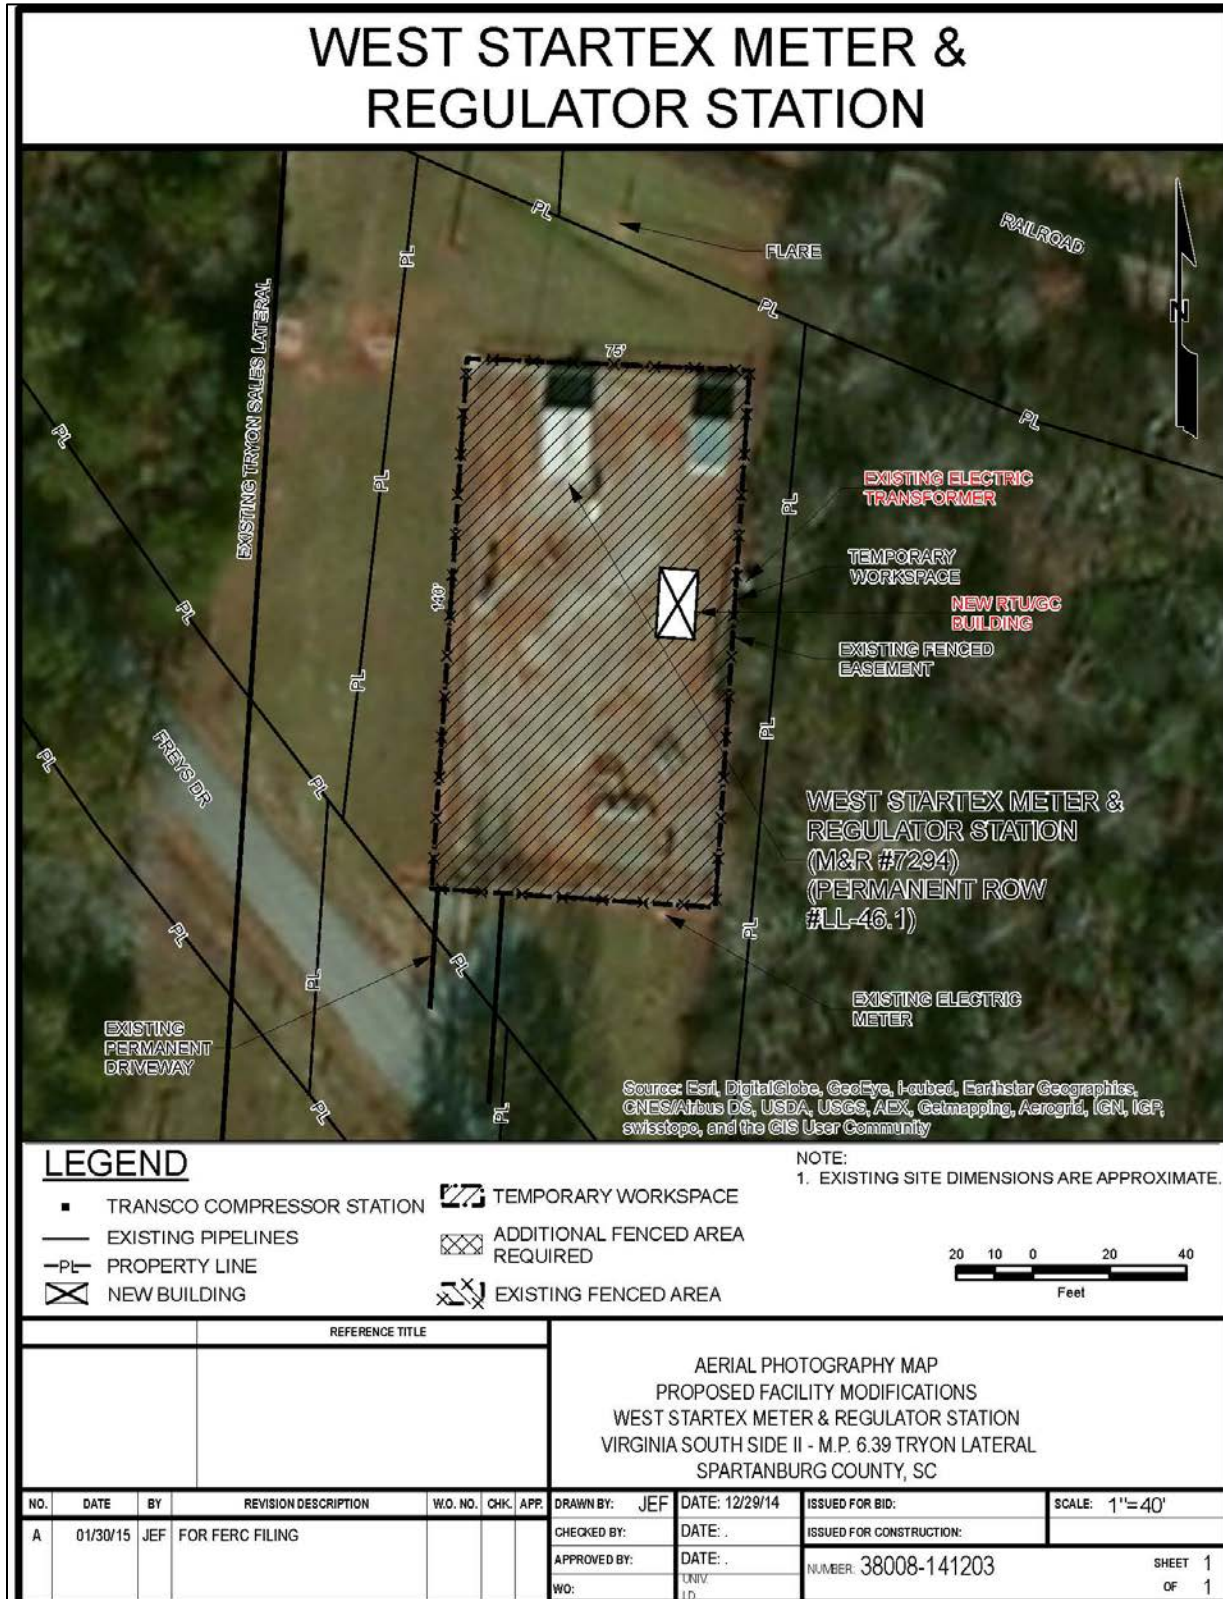 WEST STARTEX METER &
REGULATOR STATION
PL
PL
FLARE
RAILROAD
PL
N
EXISTING TRYON SALES LATERAL
75'
PL
PL
PL
PL
EXISTING ELECTRIC
TRANSFORMER
TEMPORARY
WORKSPACE
140'
PL
NEW RTU/GC
BUILDING
EXISTING FENCED
EASEMENT
PL
PL
PL
FREYS DR
PL
WEST STARTEX METER &
REGULATOR STATION
(M&R #7294)
(PERMANENT ROW
#LL-46.1)
PL
PL
PL
PL
EXISTING ELECTRIC
METER
EXISTING
PERMANENT
DRIVEWAY
PL
PL
Source: Esri, DigitalGlobe, GeoEye, i-cubed, Earthstar Geographics,
CNES/Airbus DS, USDA, USGS, AEX, Getmapping, Aerogrid, IGN, IGP,
swisstopo, and the GIS User Community
LEGEND
TRANSCO COMPRESSOR STATION
EXISTING PIPELINES
PL PROPERTY LINE
NEW BUILDING
TEMPORARY WORKSPACE
ADDITIONAL FENCED AREA
REQUIRED
EXISTING FENCED AREA
NOTE:
1. EXISTING SITE DIMENSIONS ARE APPROXIMATE.
20 10 0 20 40
Feet
REFERENCE TITLE
AERIAL PHOTOGRAPHY MAP
PROPOSED FACILITY MODIFICATIONS
WEST STARTEX METER & REGULATOR STATION
VIRGINIA SOUTH SIDE II - M.P. 6.39 TRYON LATERAL
SPARTANBURG COUNTY, SC
NO. DATE BY REVISION DESCRIPTION W.O. NO. CHK. APP.
A 01/30/15 JEF FOR FERC FILING
DRAWN BY: JEF DATE: 12/29/14 ISSUED FOR BID: SCALE: 1"=40'
CHECKED BY: DATE: . ISSUED FOR CONSTRUCTION:
APPROVED BY: DATE: . NUMBER: 38008-141203 SHEET 1
WO: UNIV. I.D. OF 1